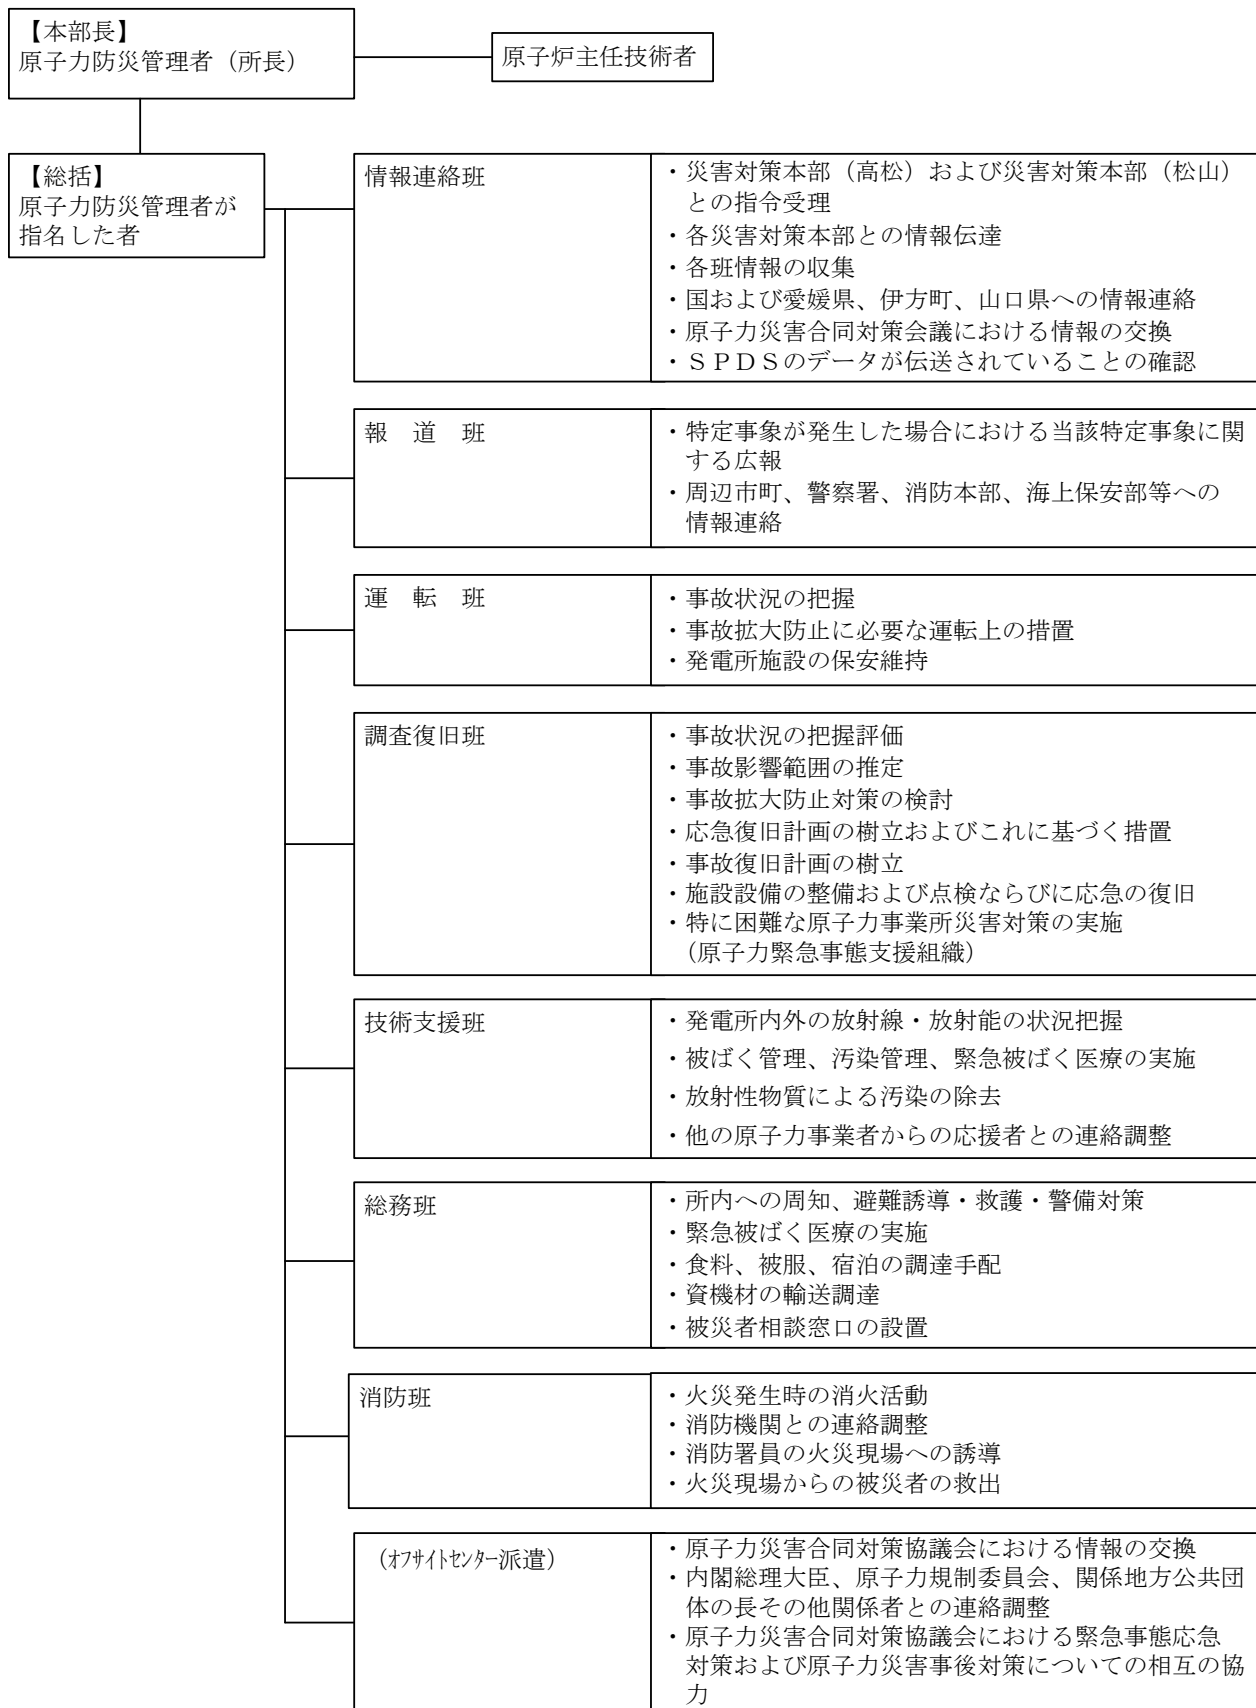 【本部長】
原子力防災管理者（所長）
原子炉主任技術者
【総括】
原子力防災管理者が
指名した者
情報連絡班
・災害対策本部（高松）および災害対策本部（松山）
との指令受理
・各災害対策本部との情報伝達
・各班情報の収集
・国および愛媛県、伊方町、山口県への情報連絡
・原子力災害合同対策会議における情報の交換
・ＳＰＤＳのデータが伝送されていることの確認
報　道　班
・特定事象が発生した場合における当該特定事象に関
する広報
・周辺市町、警察署、消防本部、海上保安部等への
情報連絡
運　転　班
・事故状況の把握
・事故拡大防止に必要な運転上の措置
・発電所施設の保安維持
調査復旧班
・事故状況の把握評価
・事故影響範囲の推定
・事故拡大防止対策の検討
・応急復旧計画の樹立およびこれに基づく措置
・事故復旧計画の樹立
・施設設備の整備および点検ならびに応急の復旧
・特に困難な原子力事業所災害対策の実施
（原子力緊急事態支援組織）
技術支援班
・発電所内外の放射線・放射能の状況把握
・被ばく管理、汚染管理、緊急被ばく医療の実施
・放射性物質による汚染の除去
・他の原子力事業者からの応援者との連絡調整
総務班
・所内への周知、避難誘導・救護・警備対策
・緊急被ばく医療の実施
・食料、被服、宿泊の調達手配
・資機材の輸送調達
・被災者相談窓口の設置
消防班
・火災発生時の消火活動
・消防機関との連絡調整
・消防署員の火災現場への誘導
・火災現場からの被災者の救出
（ｵﾌｻｲﾄｾﾝﾀｰ派遣）
・原子力災害合同対策協議会における情報の交換
・内閣総理大臣、原子力規制委員会、関係地方公共団
体の長その他関係者との連絡調整
・原子力災害合同対策協議会における緊急事態応急
対策および原子力災害事後対策についての相互の協
力